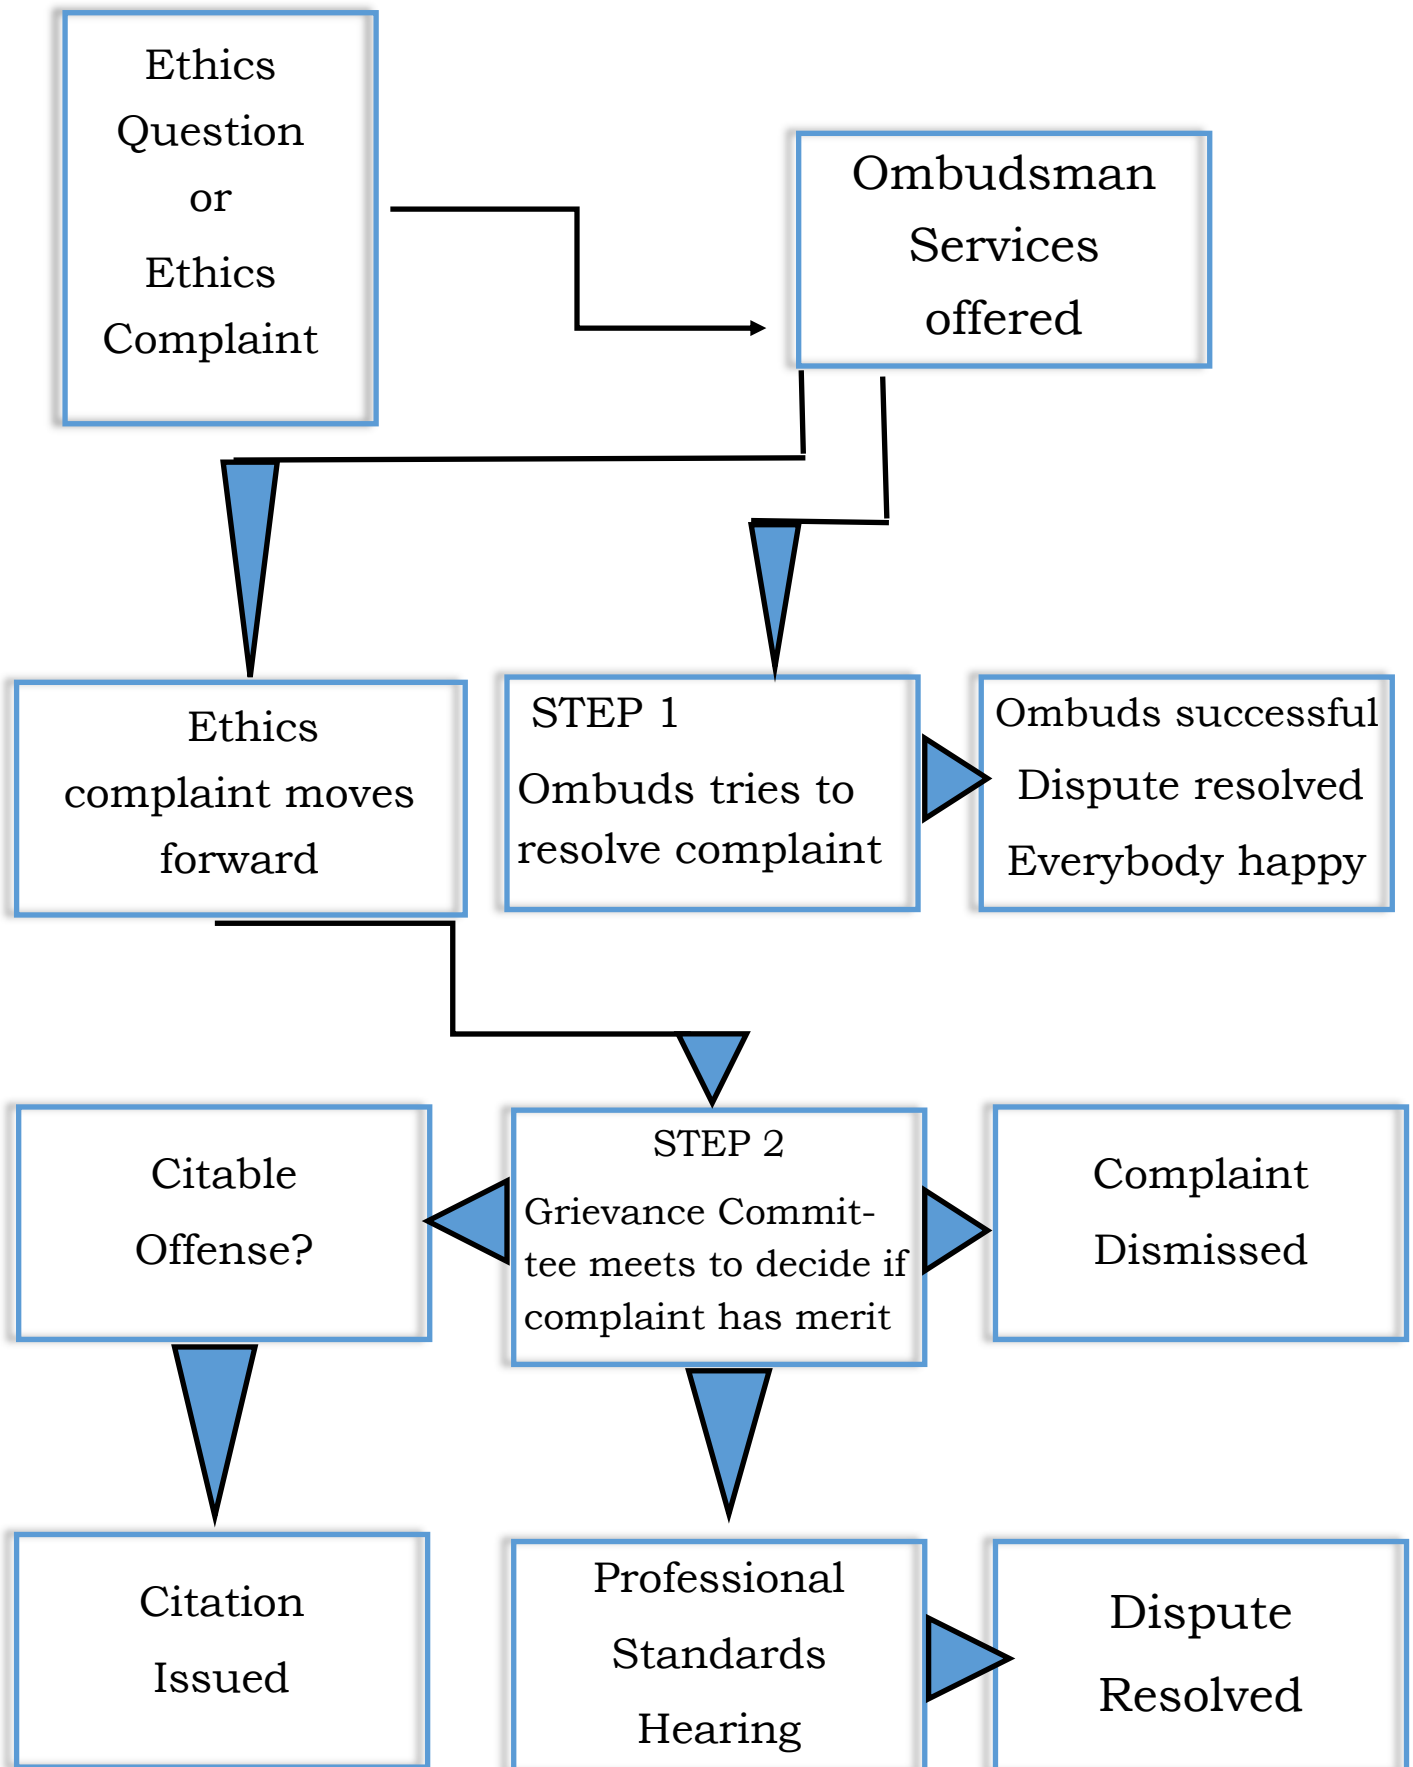 Ethics
Question
or
Ethics
Complaint
Ombudsman
Services
offered
Ethics
complaint moves
forward
STEP 1
Ombuds tries to
resolve complaint
Ombuds successful
Dispute resolved
Everybody happy
Citable
Offense?
STEP 2
Grievance Commit-
tee meets to decide if
complaint has merit
Complaint
Dismissed
Citation
Issued
Professional
Standards
Hearing
Dispute
Resolved